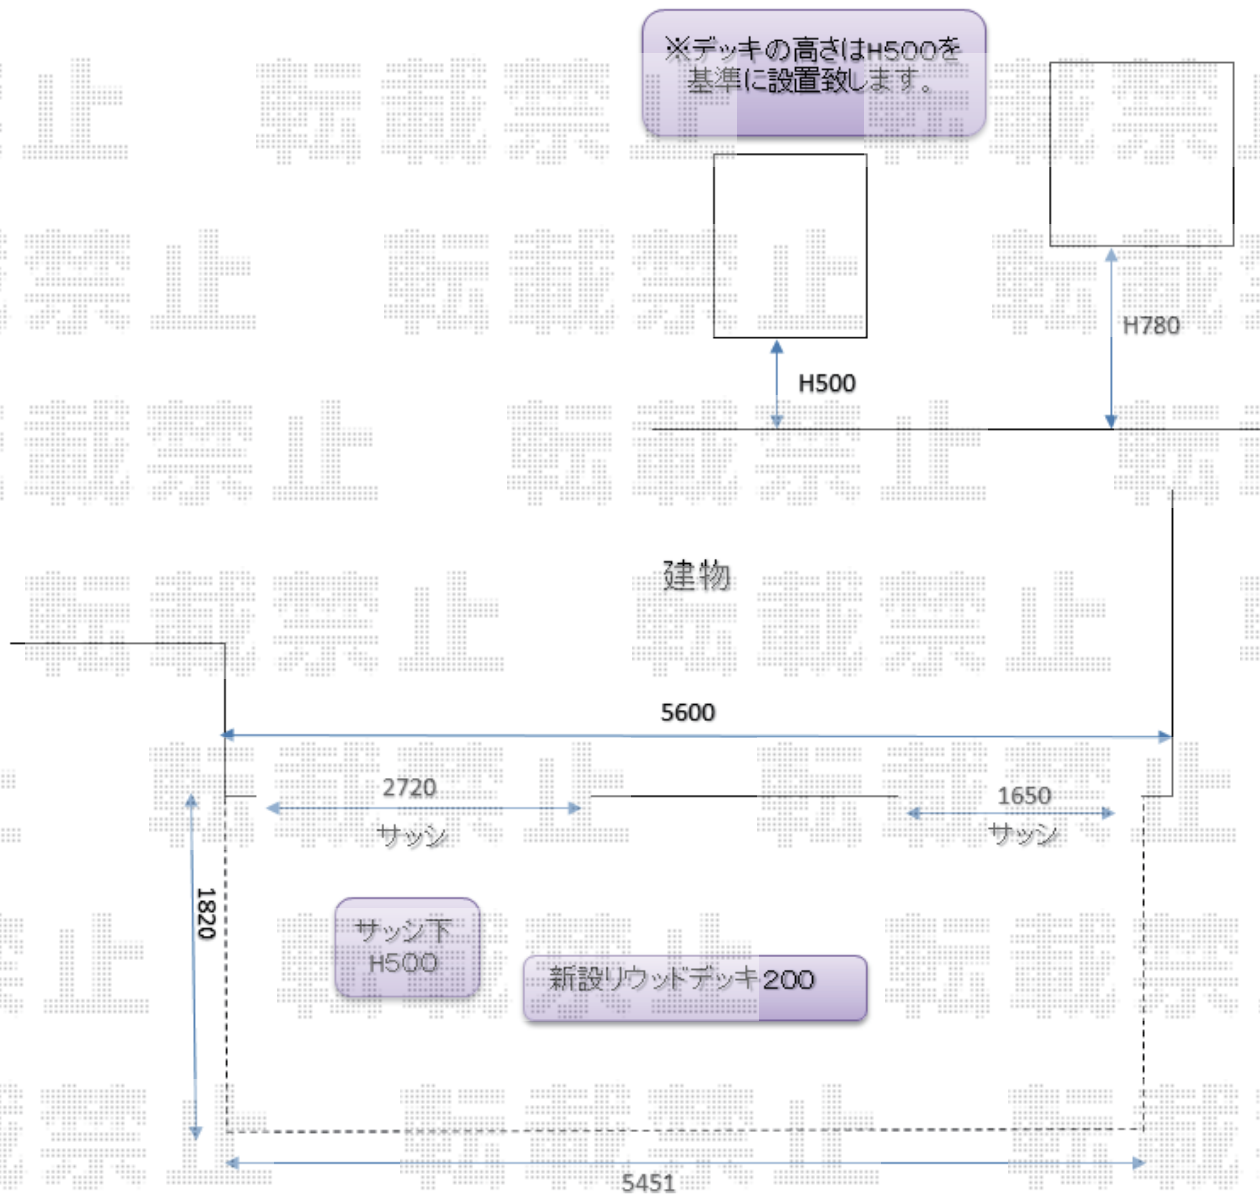 ※デッキの高さはH500を
基準に設置致します。
H780
H500
建物
5600
2720
サッシ
1650
サッシ
1820
サッシ下
H500
新設リウッドデッキ200
5451
転載禁止